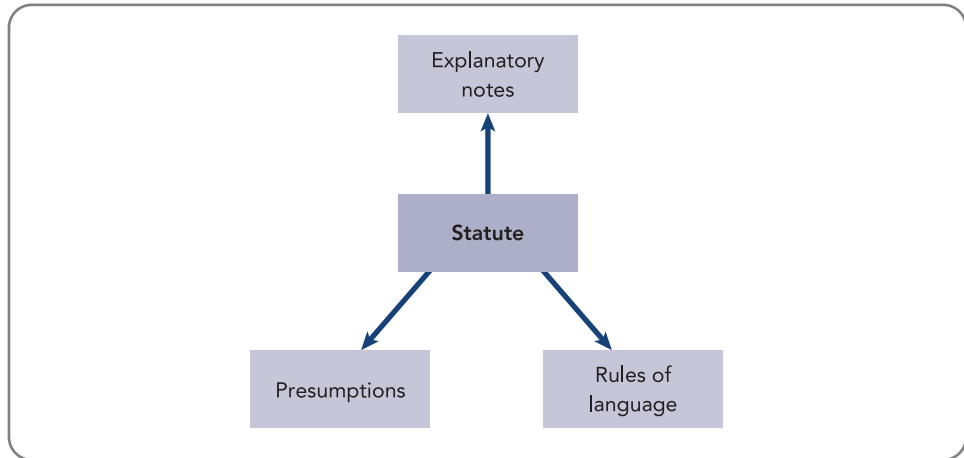 Explanatory
notes
Statute
Presumptions
Rules of
language